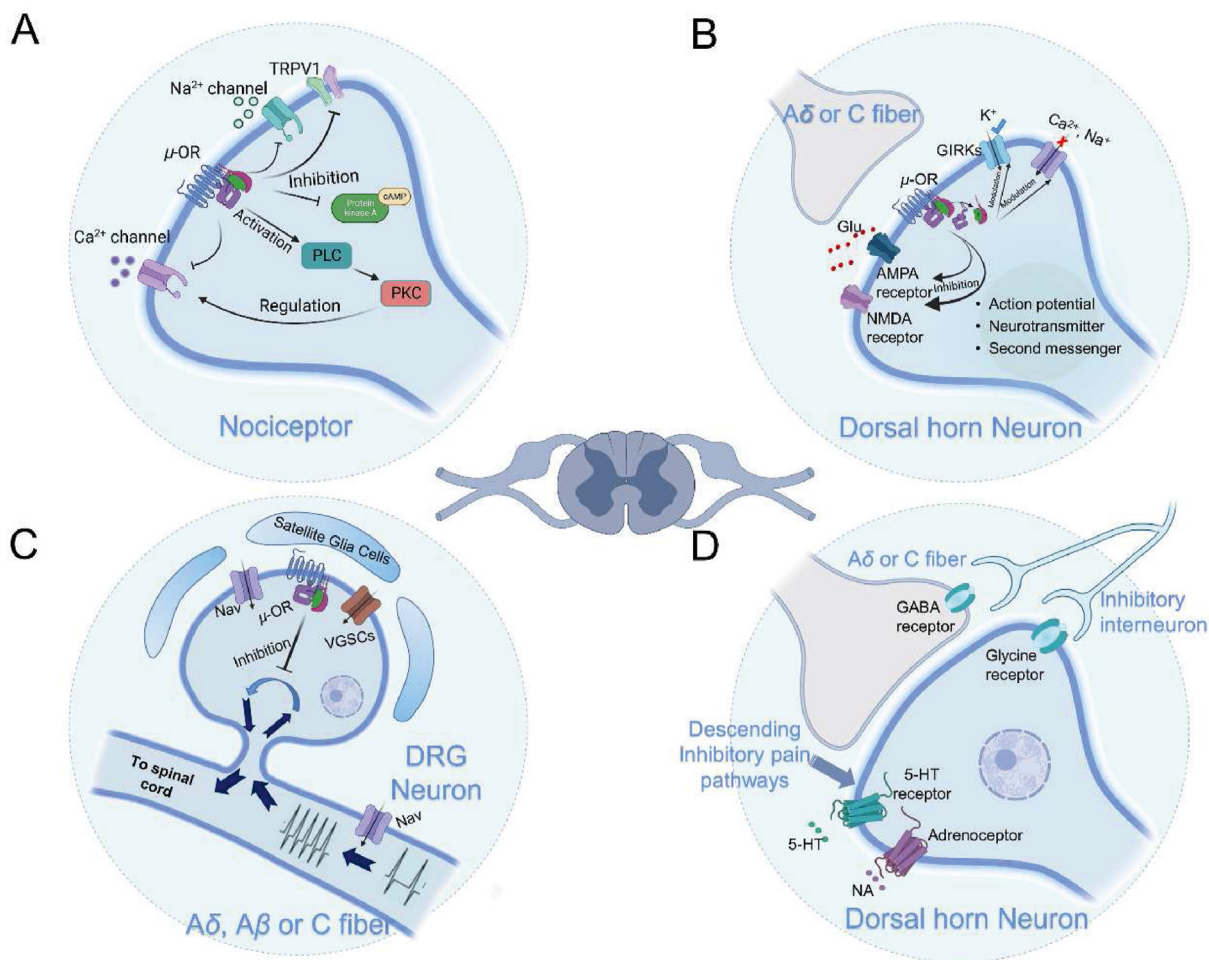 A
TRPV1
Na²⁺ channel
μ-OR
Inhibition
cAMP
Protein
kinase A
Activation
Ca²⁺ channel
PLC
PKC
Regulation
Nociceptor
B
Aδ or C fiber
K⁺
Ca²⁺, Na⁺
GIRKs
μ-OR
Modulation
Modulation
Glu
AMPA
receptor
Inhibition
NMDA
receptor
• Action potential
• Neurotransmitter
• Second messenger
Dorsal horn Neuron
C
Satellite Glia Cells
Nav
μ-OR
VGSCs
Inhibition
DRG
Neuron
To spinal
cord
Nav
Aδ, Aβ or C fiber
D
Aδ or C fiber
GABA
receptor
Inhibitory
interneuron
Glycine
receptor
Descending
Inhibitory pain
pathways
5-HT
receptor
5-HT
Adrenoceptor
NA
Dorsal horn Neuron